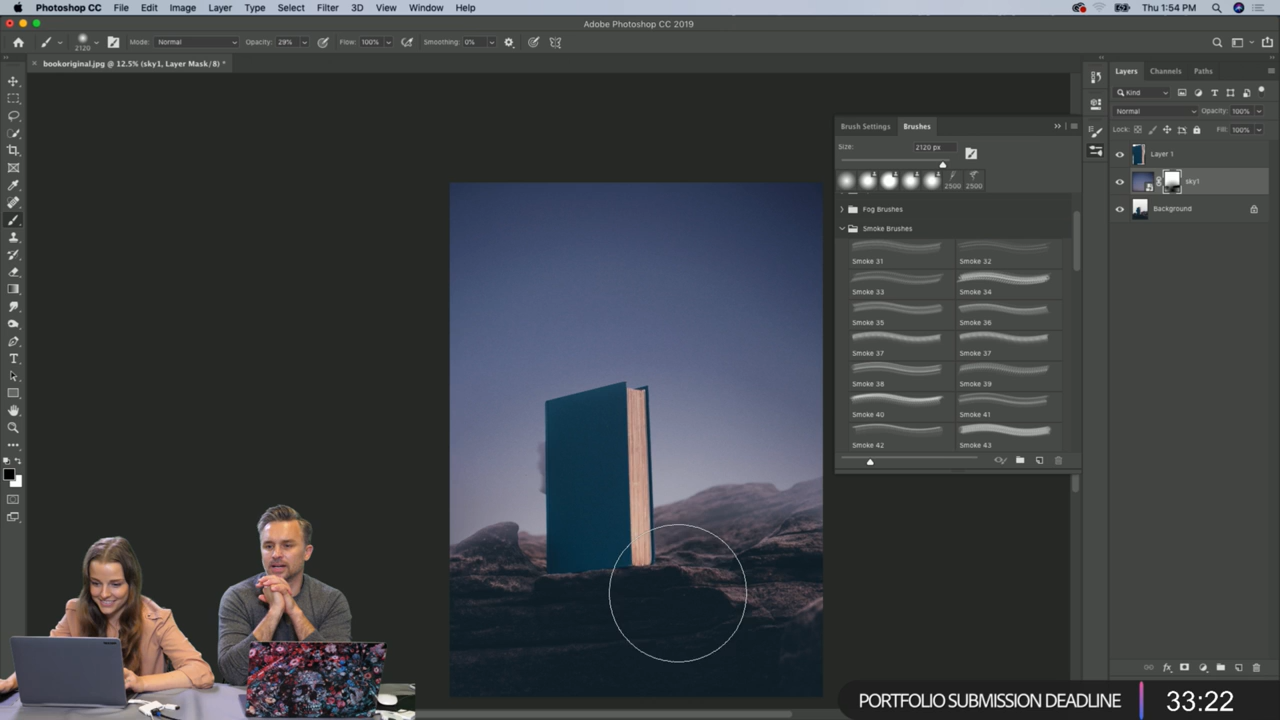 Photoshop CC File Edit Image Layer Type Select Filter 3D View Window Help Thu 1:54 PM
Adobe Photoshop CC 2019
2120 Mode: Normal Opacity: 29% Flow: 100% Smoothing: 0%
bookoriginal.jpg @ 12.5% (sky1, Layer Mask/8) *
Layers Channels Paths
Kind
Normal Opacity: 100%
Lock: Fill: 100%
Layer 1
sky1
Background
Brush Settings Brushes
Size: 2120 px
2500 2500
Fog Brushes
Smoke Brushes
Smoke 31 Smoke 32
Smoke 33 Smoke 34
Smoke 35 Smoke 36
Smoke 37 Smoke 37
Smoke 38 Smoke 39
Smoke 40 Smoke 41
Smoke 42 Smoke 43
PORTFOLIO SUBMISSION DEADLINE 33:22